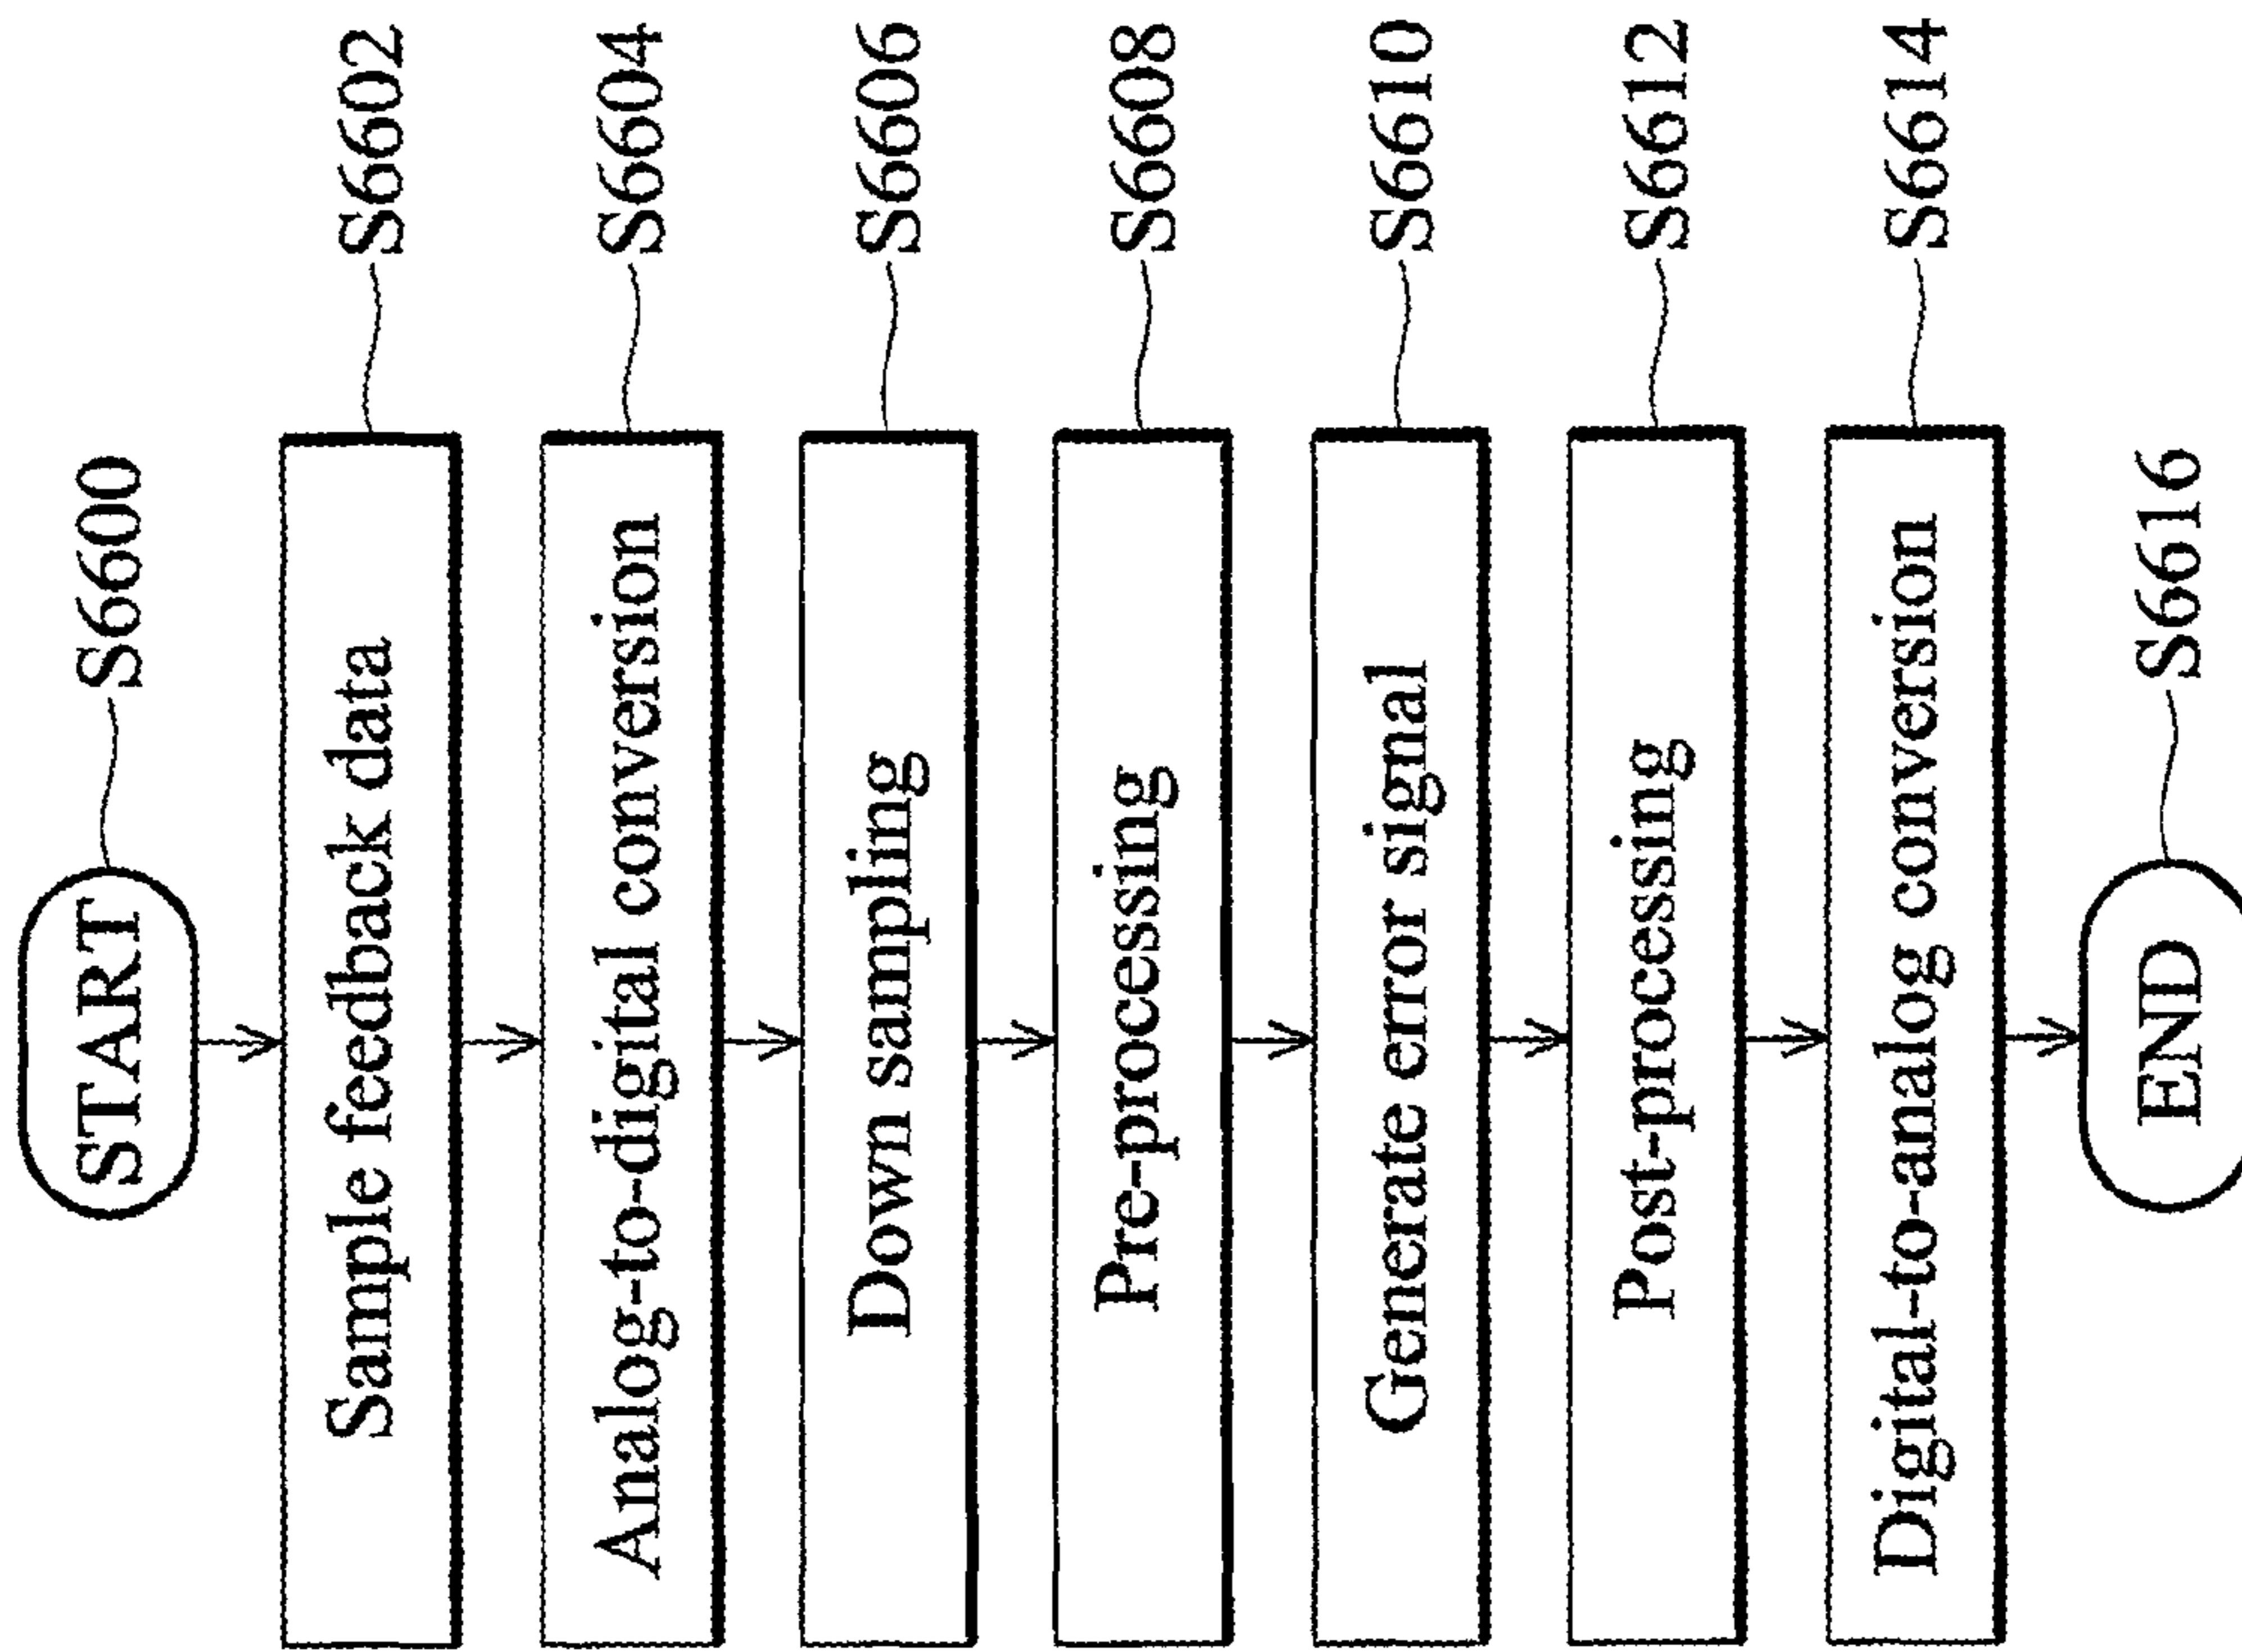 START
S6600
Sample feedback data
S6602
Analog-to-digital conversion
S6604
Down sampling
S6606
Pre-processing
S6608
Generate error signal
S6610
Post-processing
S6612
Digital-to-analog conversion
S6614
END
S6616